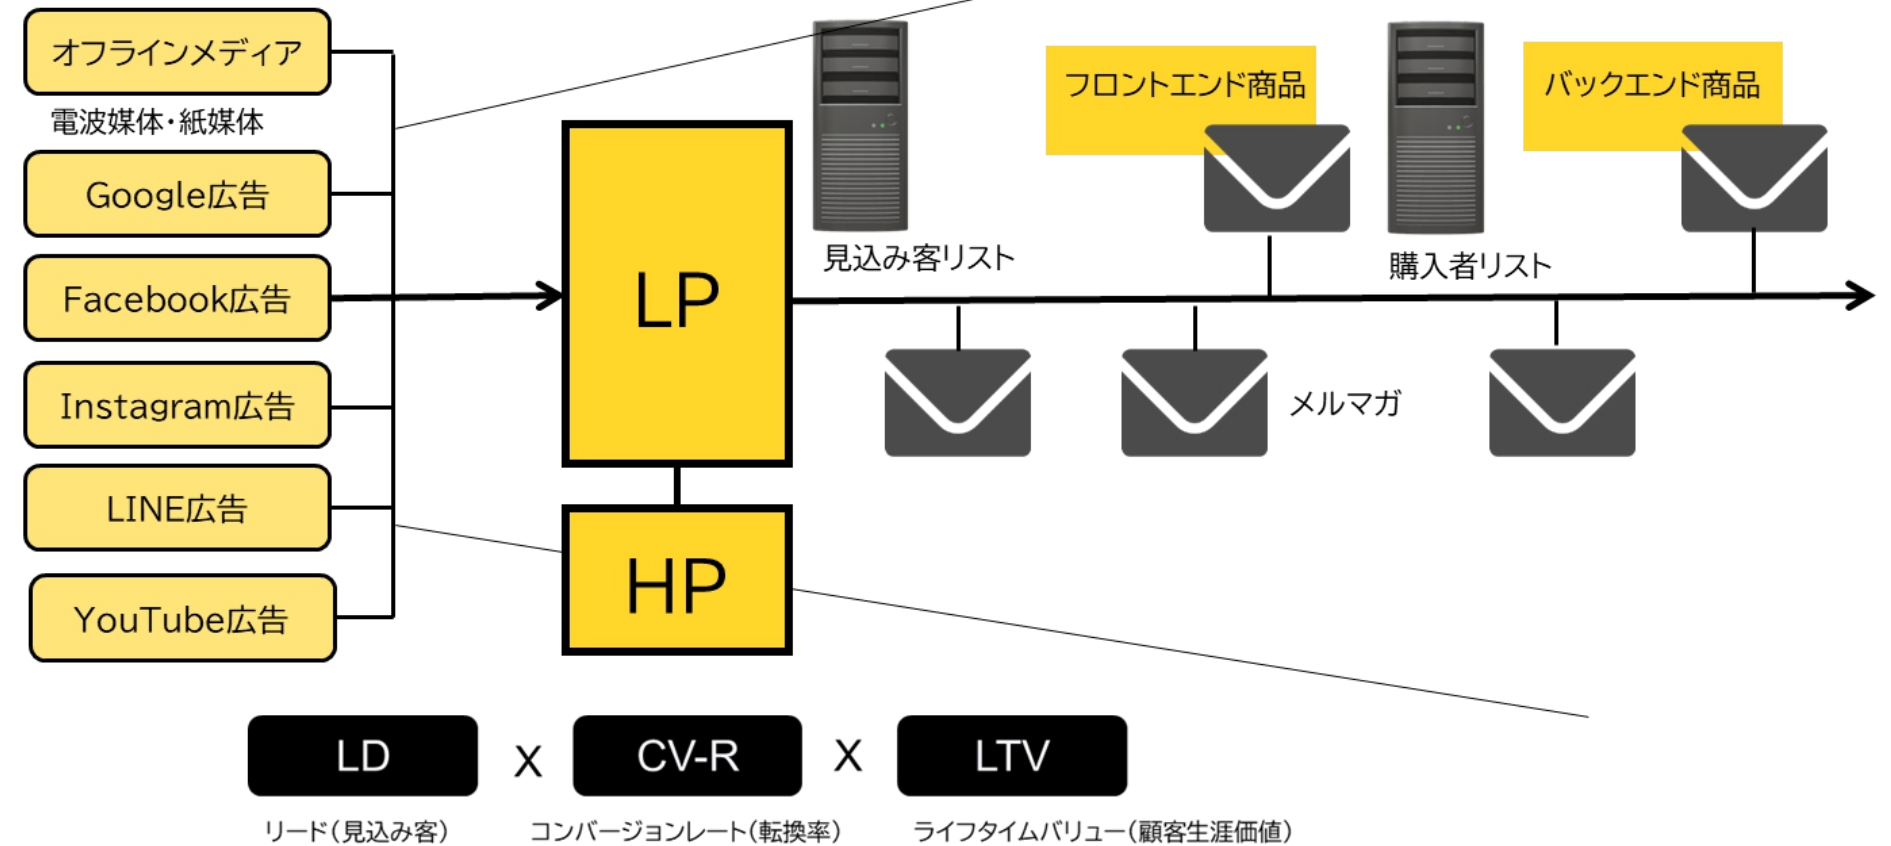 オフラインメディア
電波媒体・紙媒体
Google広告
Facebook広告
Instagram広告
LINE広告
YouTube広告
LP
HP
見込み客リスト
フロントエンド商品
購入者リスト
バックエンド商品
メルマガ
LD X CV-R X LTV
リード(見込み客) コンバージョンレート(転換率) ライフタイムバリュー(顧客生涯価値)